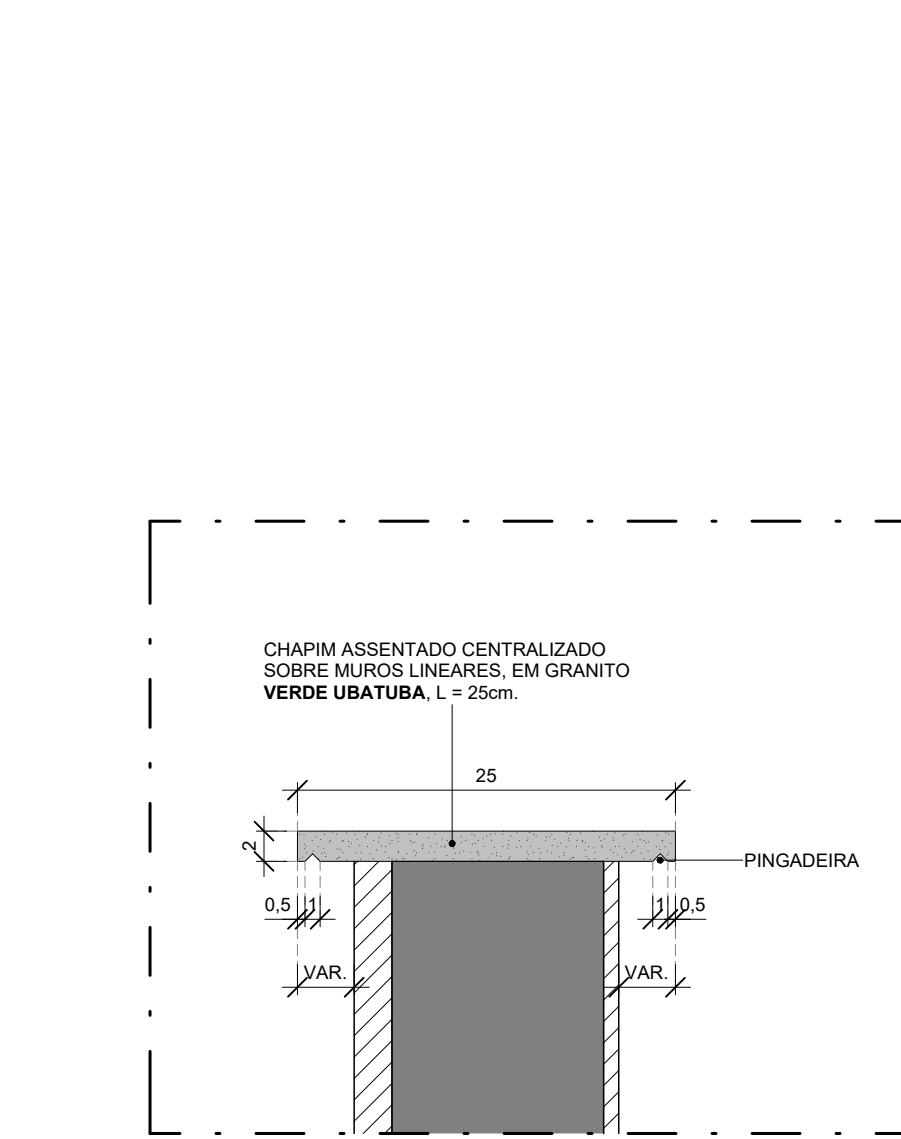 CHAPIM ASSENTADO CENTRALIZADO
SOBRE MUROS LINEARES, EM GRANITO
VERDE UBATUBA, L = 25cm.
25
2
PINGADEIRA
0,5 1
1 0,5
VAR.
VAR.